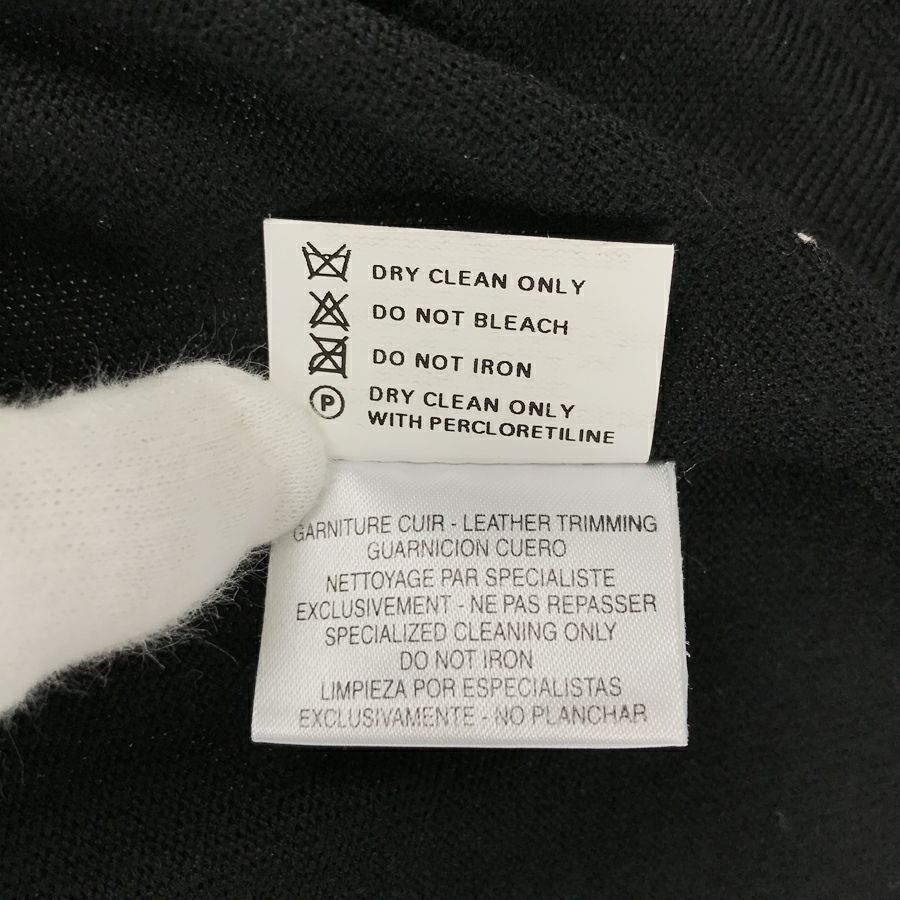 DRY CLEAN ONLY
DO NOT BLEACH
DO NOT IRON
P
DRY CLEAN ONLY
WITH PERCLORETILINE
GARNITURE CUIR - LEATHER TRIMMING
GUARNICION CUERO
NETTOYAGE PAR SPECIALISTE
EXCLUSIVEMENT - NE PAS REPASSER
SPECIALIZED CLEANING ONLY
DO NOT IRON
LIMPIEZA POR ESPECIALISTAS
EXCLUSIVAMENTE - NO PLANCHAR